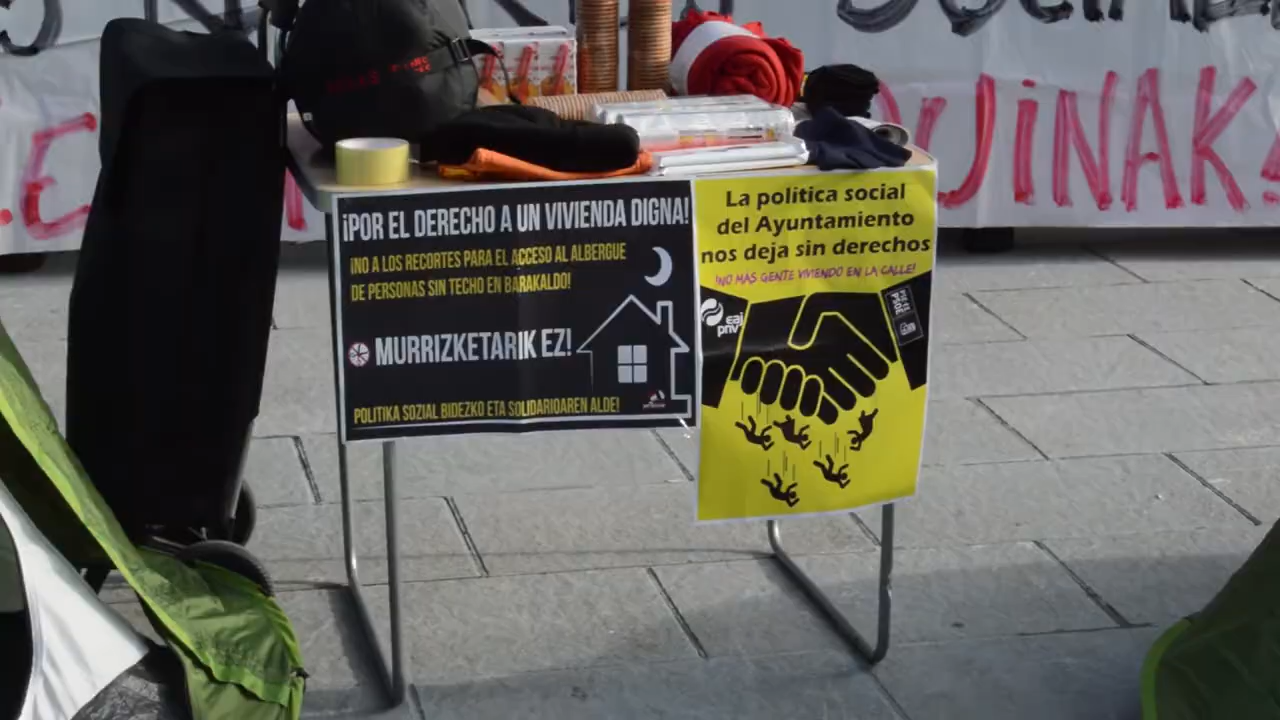 ¡POR EL DERECHO A UN VIVIENDA DIGNA!
¡NO A LOS RECORTES PARA EL ACCESO AL ALBERGUE
DE PERSONAS SIN TECHO EN BARAKALDO!
MURRIZKETARIK EZ!
POLITIKA SOZIAL BIDEZKO ETA SOLIDARIOAREN ALDE!
La política social
del Ayuntamiento
nos deja sin derechos
¡NO MÁS GENTE VIVIENDO EN LA CALLE!
eaj
pnv